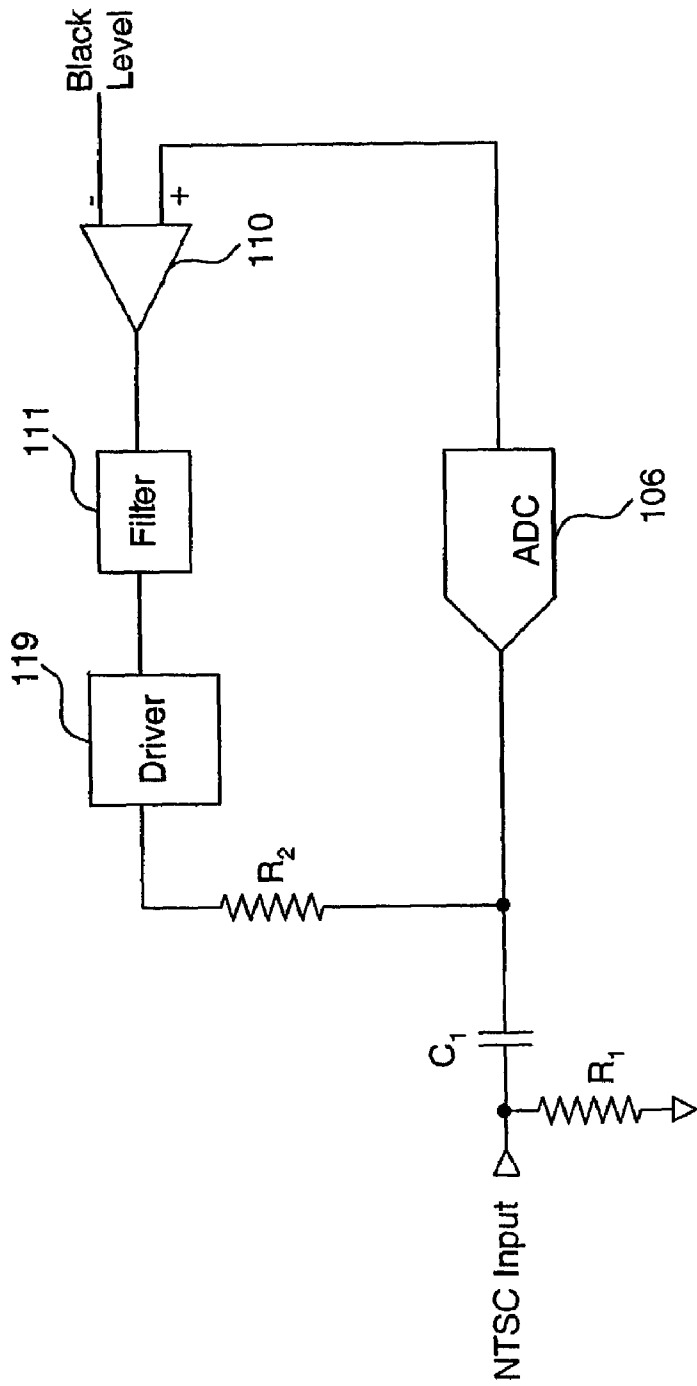 Black
Level
-
+
110
111
Filter
119
Driver
R₂
ADC
106
C₁
R₁
NTSC Input